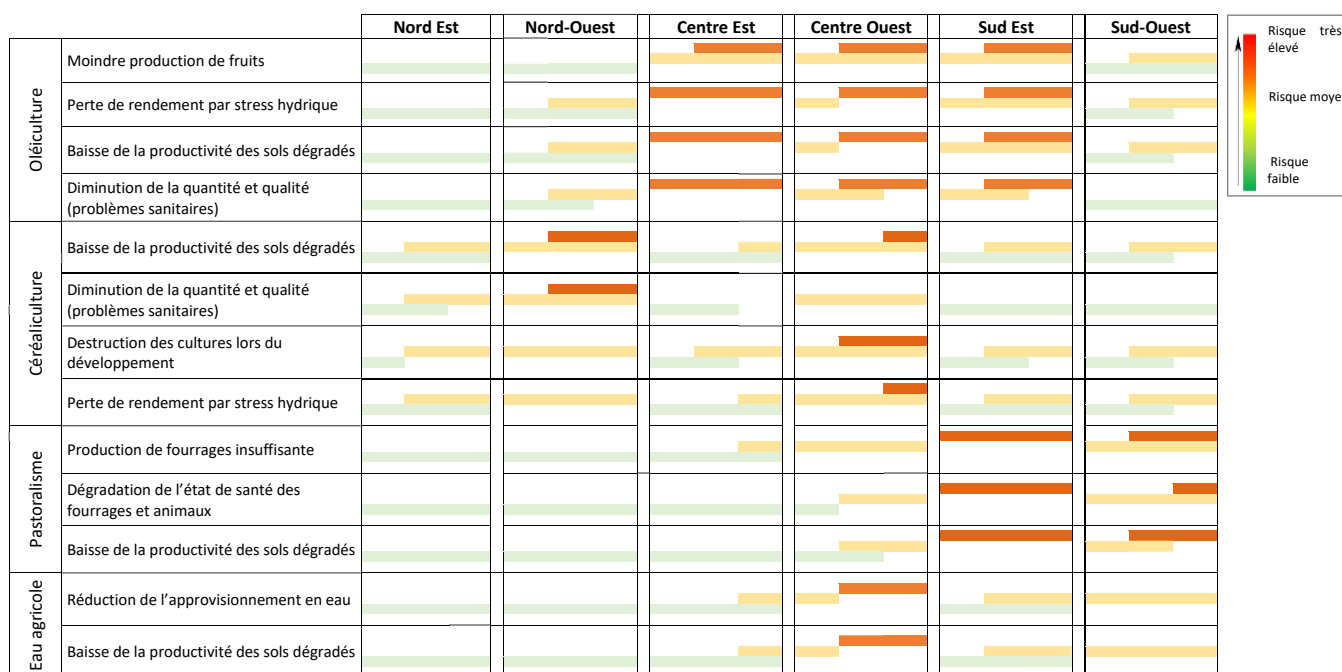 Nord Est Nord-Ouest Centre Est Centre Ouest Sud Est Sud-Ouest
Risque très
élevé
Risque moye
Risque
faible
Oléiculture
Moindre production de fruits
Perte de rendement par stress hydrique
Baisse de la productivité des sols dégradés
Diminution de la quantité et qualité
(problèmes sanitaires)
Céréaliculture
Baisse de la productivité des sols dégradés
Diminution de la quantité et qualité
(problèmes sanitaires)
Destruction des cultures lors du
développement
Perte de rendement par stress hydrique
Pastoralisme
Production de fourrages insuffisante
Dégradation de l’état de santé des
fourrages et animaux
Baisse de la productivité des sols dégradés
Eau agricole
Réduction de l’approvisionnement en eau
Baisse de la productivité des sols dégradés